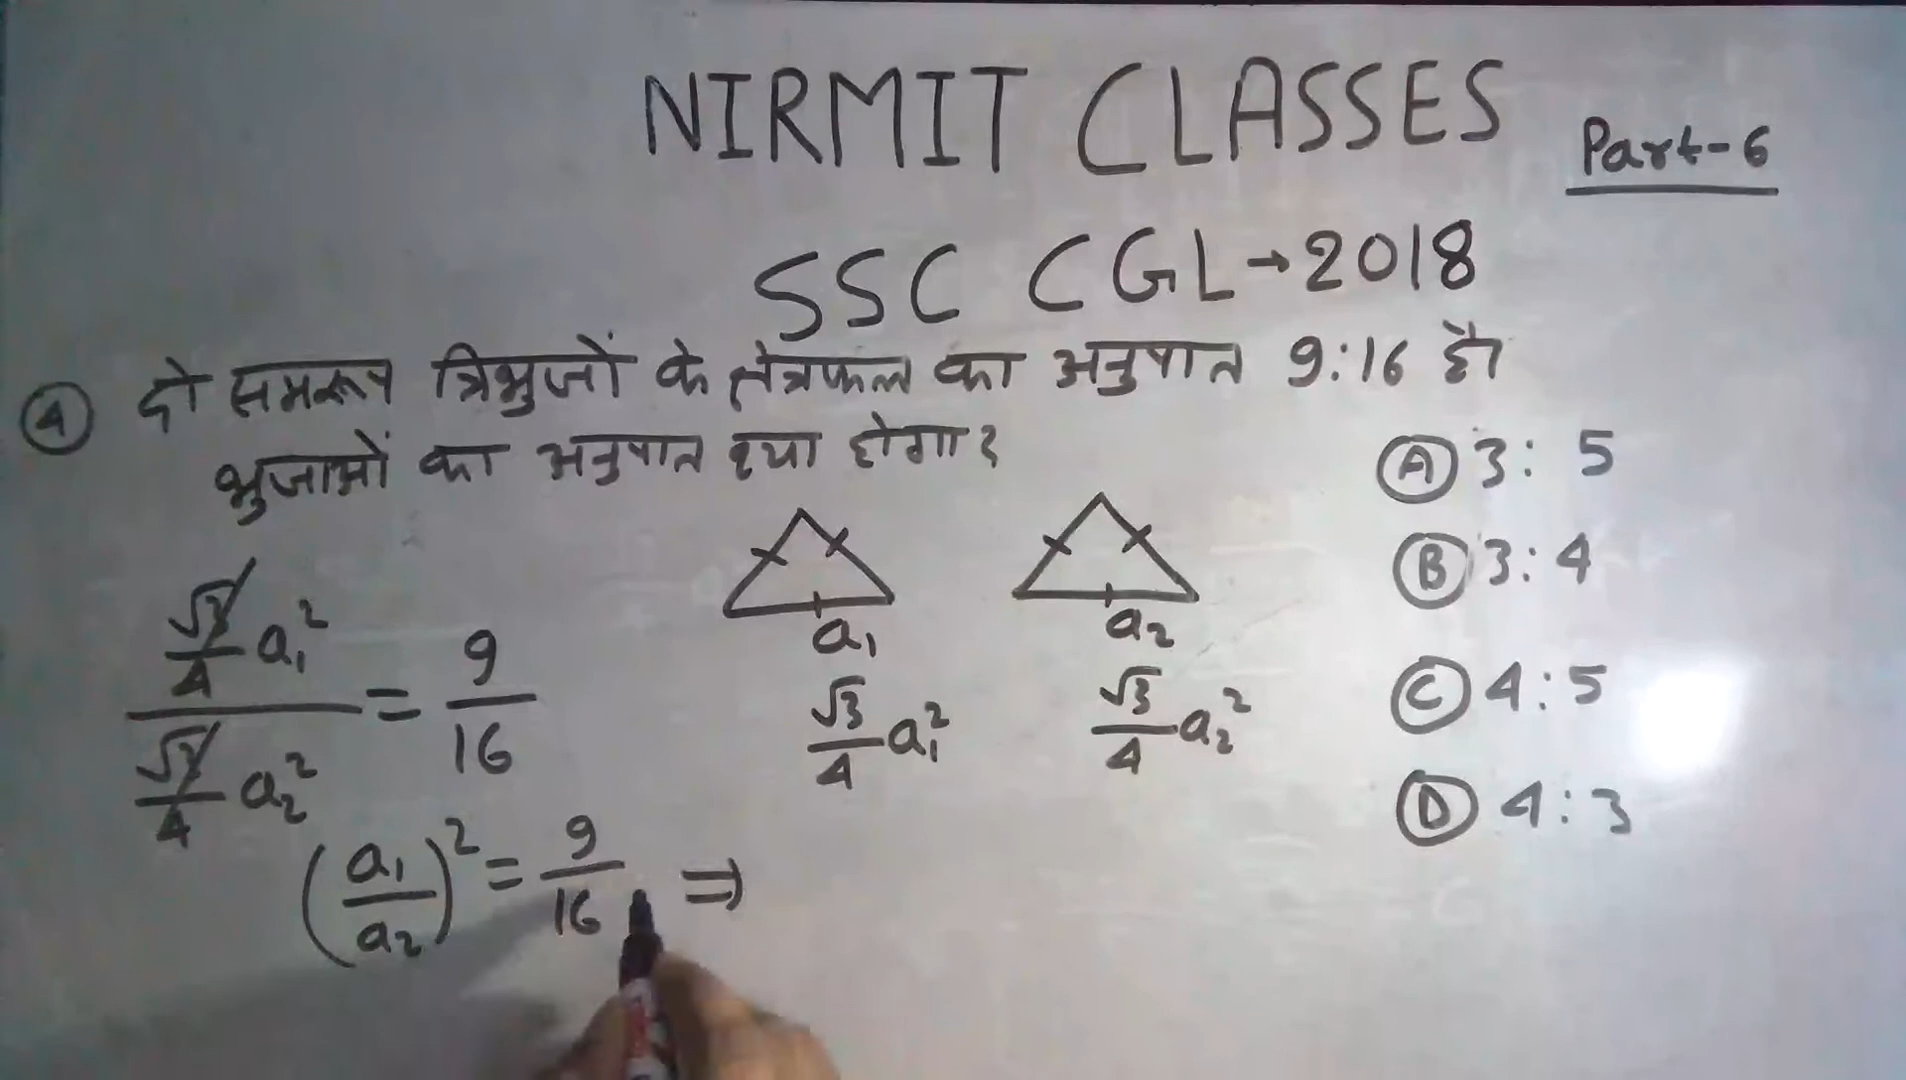 NIRMIT CLASSES
Part-6
SSC CGL→2018
④ दो समरूप त्रिभुजों के क्षेत्रफल का अनुपात 9:16 है।
भुजाओं का अनुपात क्या होगा?
Ⓐ 3:5
Ⓑ 3:4
Ⓒ 4:5
Ⓓ 4:3
a₁
a₂
√3/4 a₁²
√3/4 a₂²
(√3/4 a₁²)/(√3/4 a₂²) = 9/16
(a₁/a₂)² = 9/16 ⇒